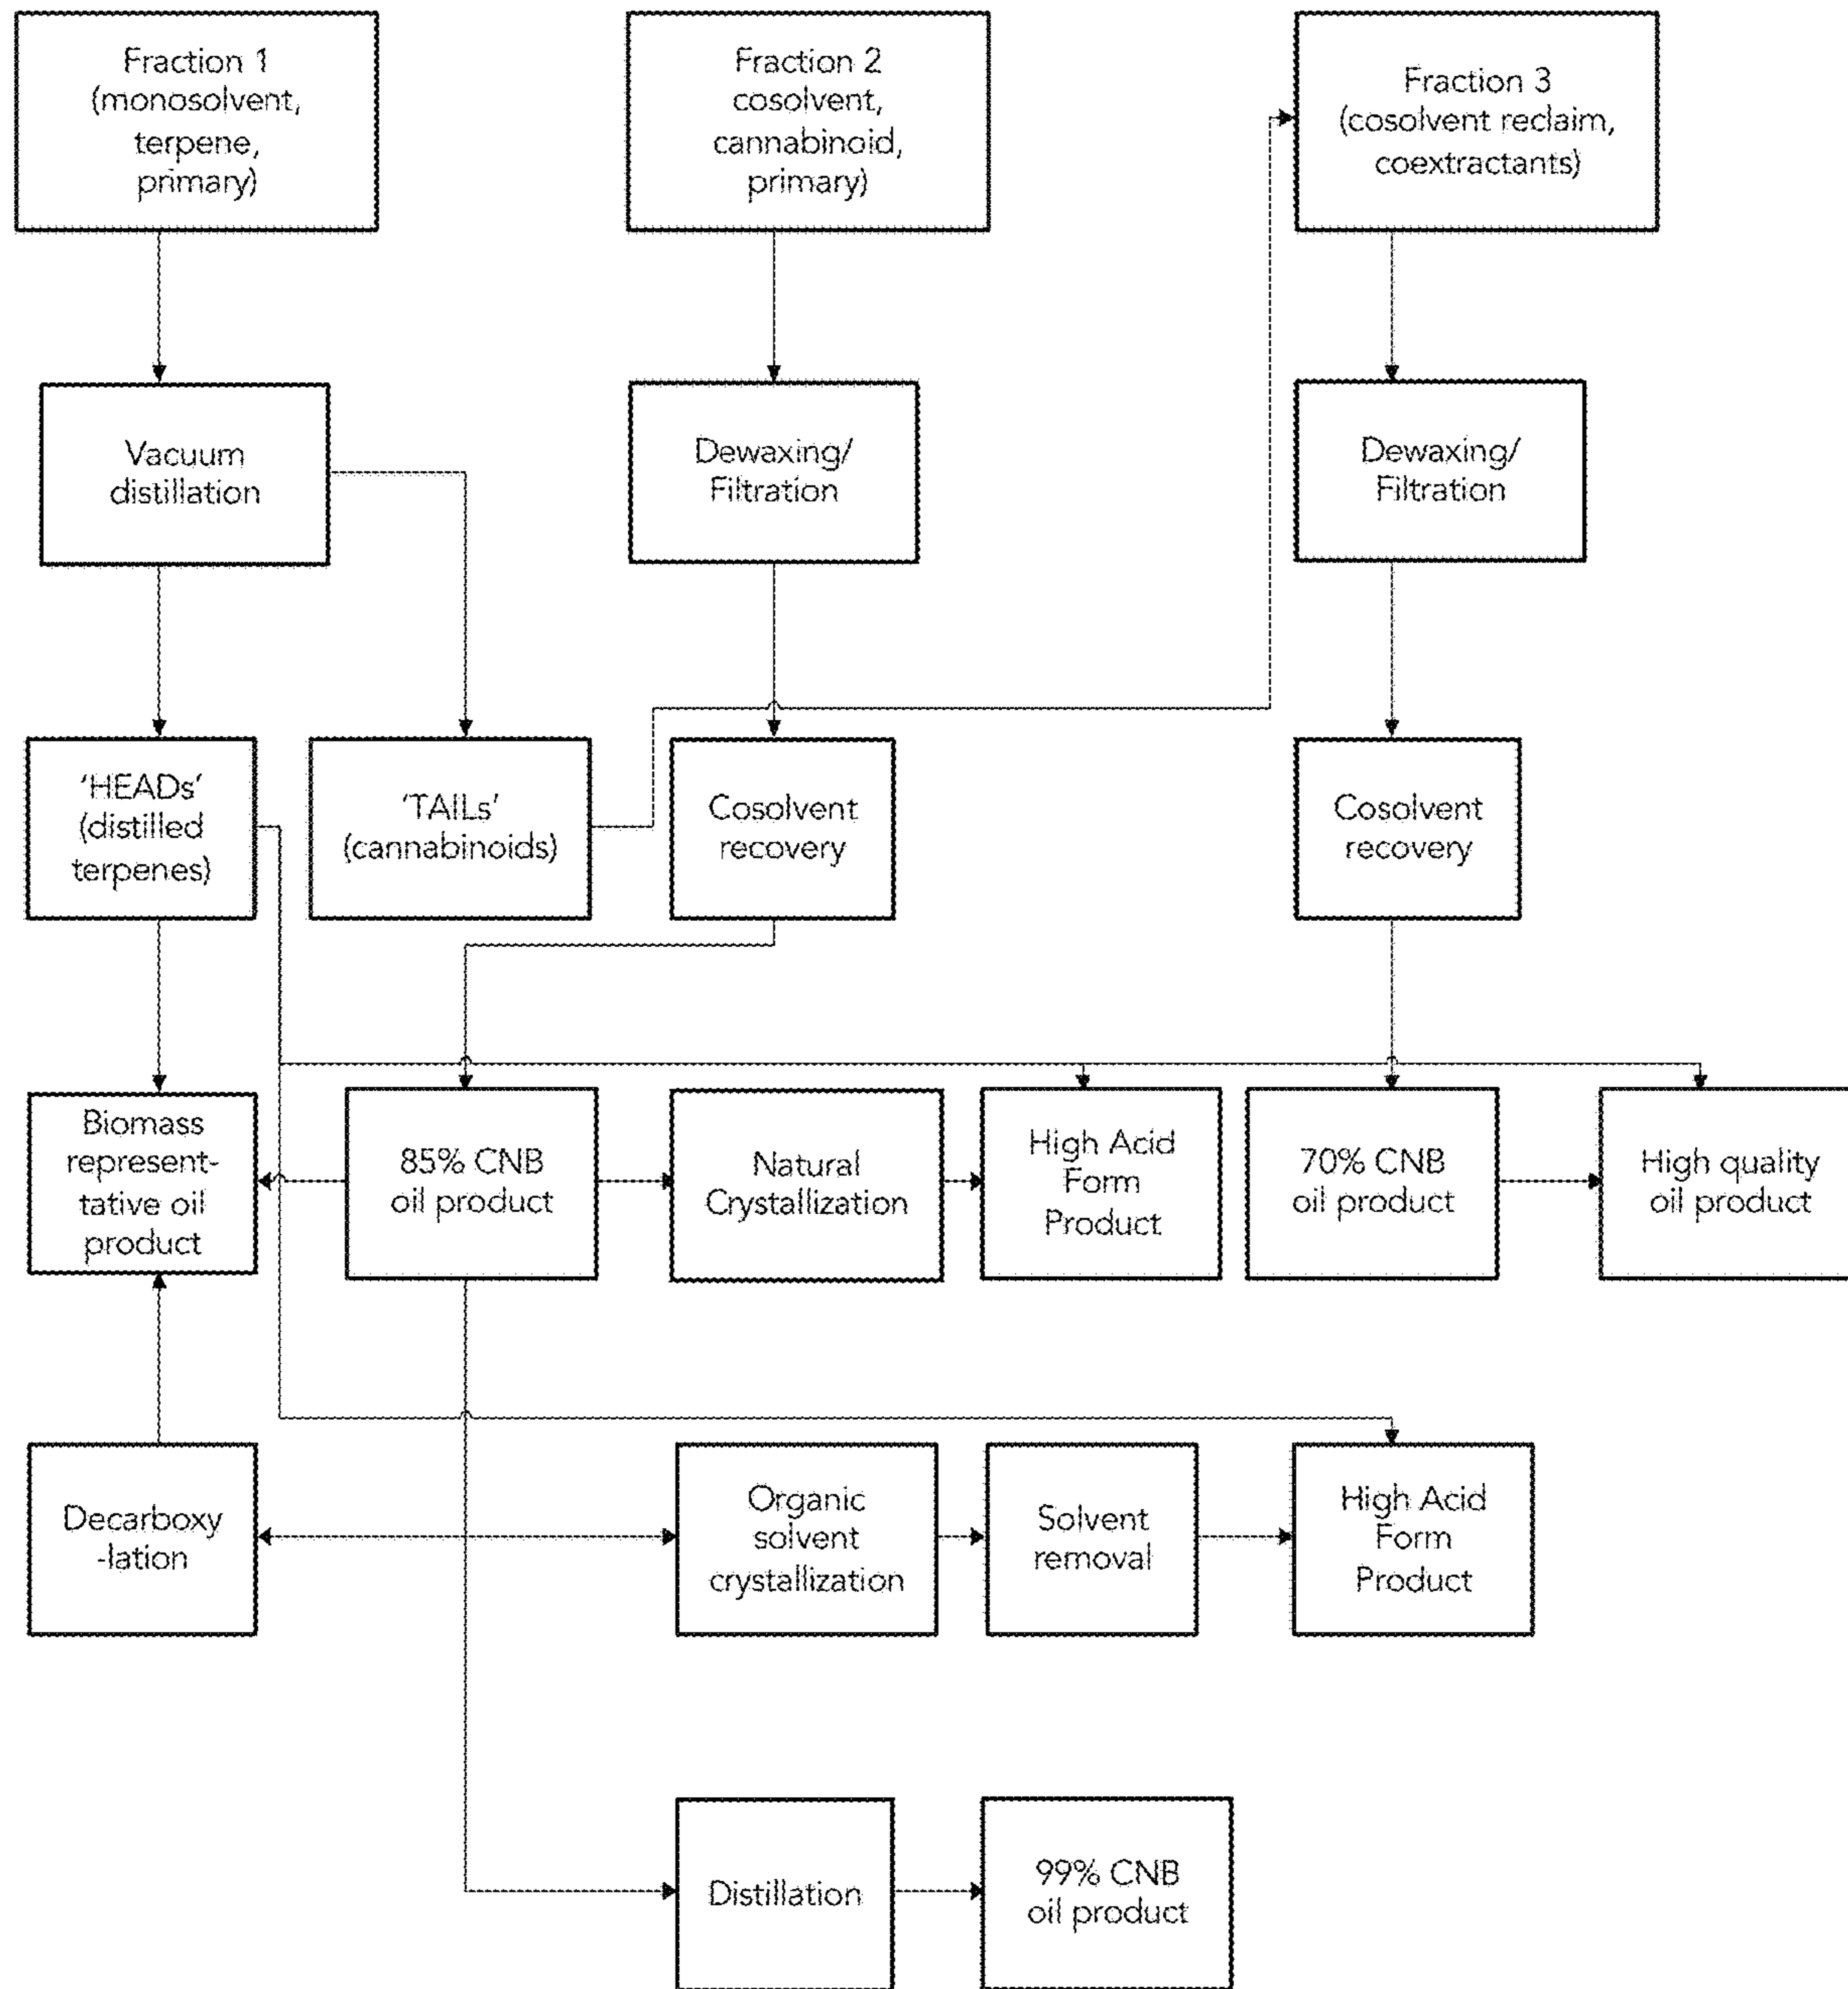 Fraction 1
(monosolvent,
terpene,
primary)
Fraction 2
cosolvent,
cannabinoid,
primary)
Fraction 3
(cosolvent reclaim,
coextractants)
Vacuum
distillation
Dewaxing/
Filtration
Dewaxing/
Filtration
'HEADs'
(distilled
terpenes)
'TAILs'
(cannabinoids)
Cosolvent
recovery
Cosolvent
recovery
Biomass
represent-
tative oil
product
85% CNB
oil product
Natural
Crystallization
High Acid
Form
Product
70% CNB
oil product
High quality
oil product
Decarboxy
-lation
Organic
solvent
crystallization
Solvent
removal
High Acid
Form
Product
Distillation
99% CNB
oil product